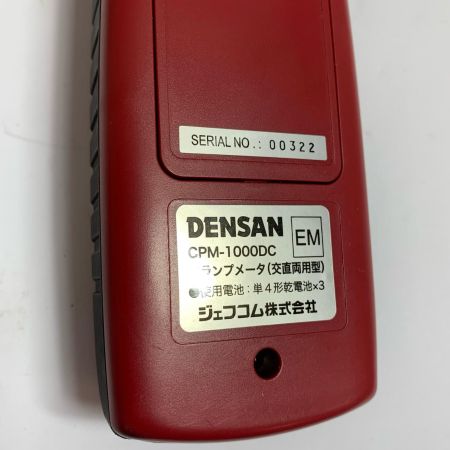 SERIAL NO.: 00322
DENSAN
EM
CPM-1000DC
ランプメータ(交直両用型)
使用電池:単4形乾電池×3
ジェフコム株式会社